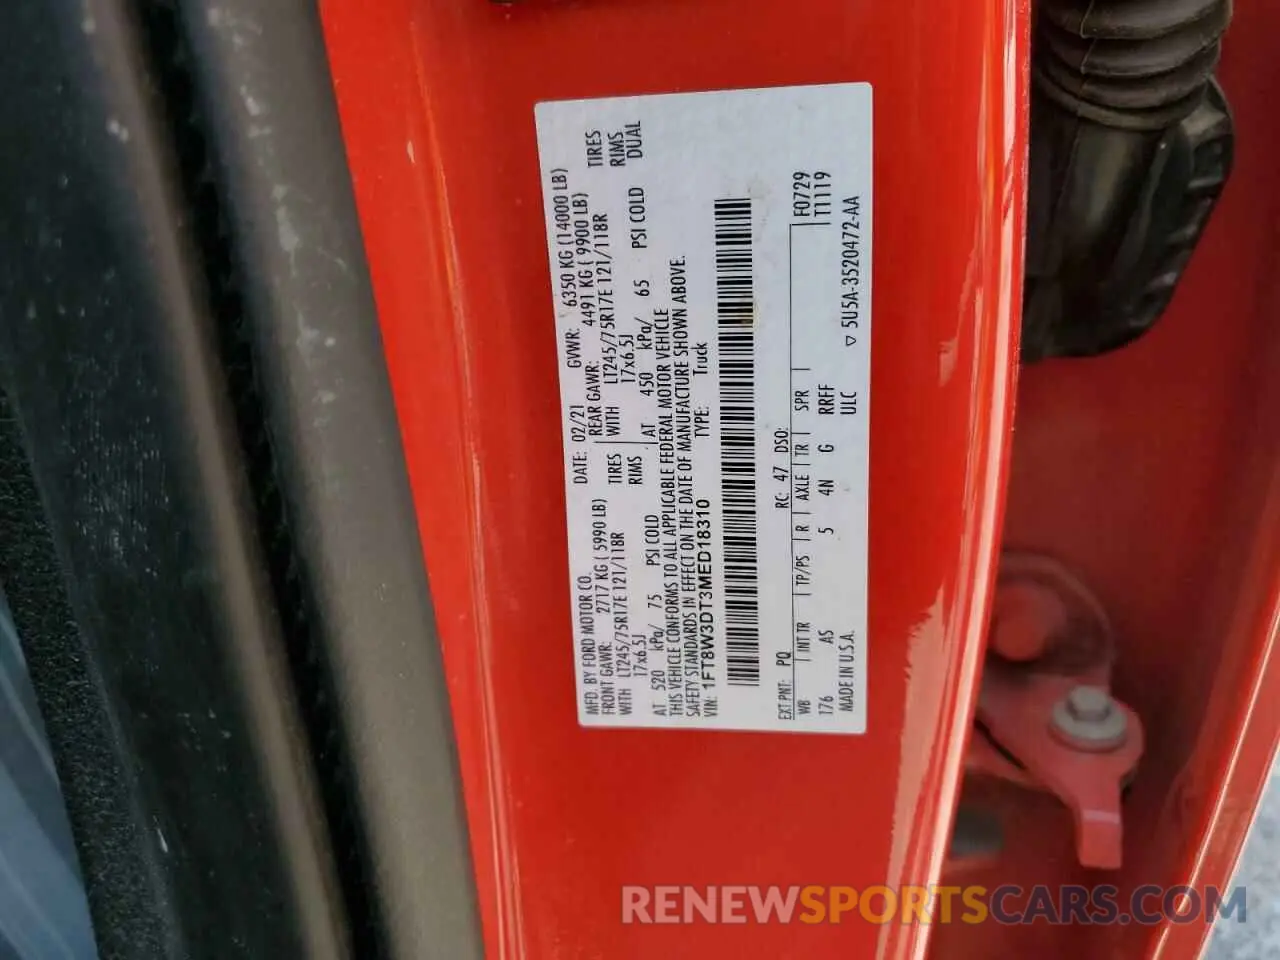 MFD. BY FORD MOTOR CO.
DATE: 02/21 GVWR: 6350 KG (14000 LB)
FRONT GAWR: 2717 KG ( 5990 LB) REAR GAWR: 4491 KG ( 9900 LB)
WITH LT245/75R17E 121/118R TIRES WITH LT245/75R17E 121/118R TIRES
17x6.5J RIMS 17x6.5J RIMS
AT 520 kPa/ 75 PSI COLD AT 450 kPa/ 65 PSI COLD DUAL
THIS VEHICLE CONFORMS TO ALL APPLICABLE FEDERAL MOTOR VEHICLE
SAFETY STANDARDS IN EFFECT ON THE DATE OF MANUFACTURE SHOWN ABOVE.
VIN: 1FT8W3DT3MED18310 TYPE: Truck
EXT PNT: PQ RC: 47 DSO: F0729
WB INT TR TP/PS R AXLE TR SPR T1119
176 AS 5 4N G RRFF
MADE IN U.S.A. ULC ▽ 5U5A-3520472-AA
RENEWSPORTSCARS.COM